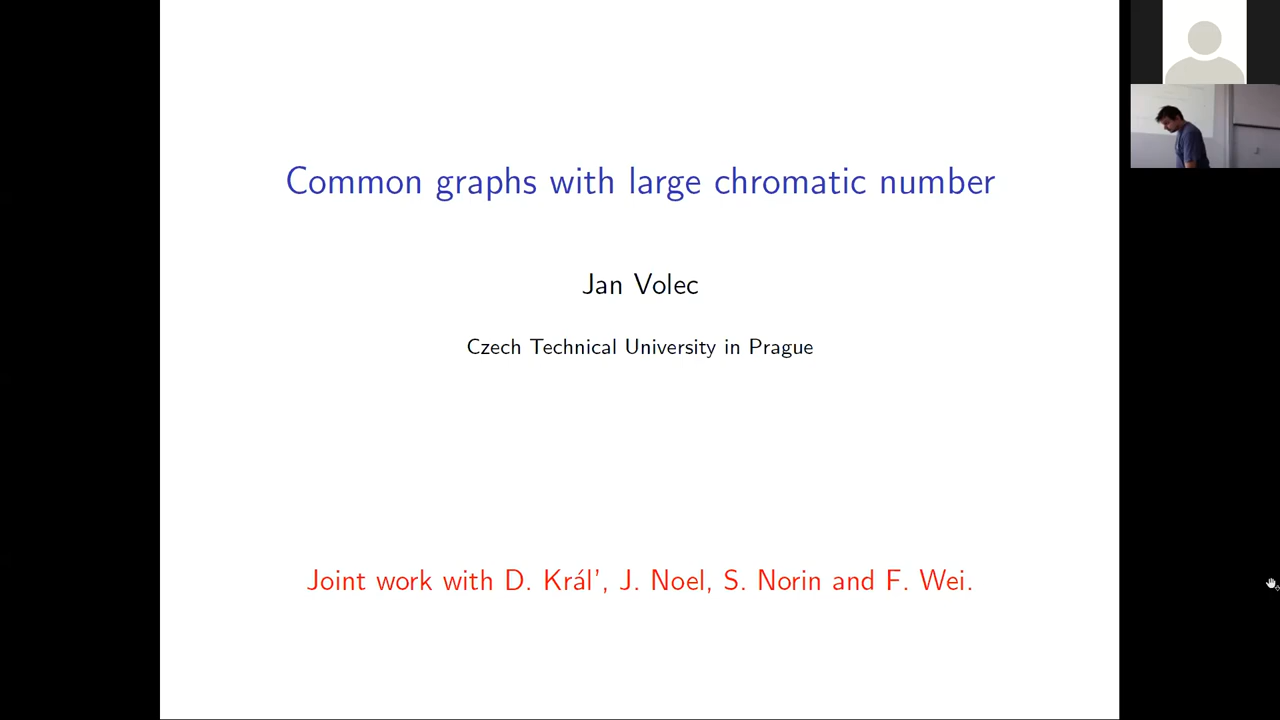 Common graphs with large chromatic number
Jan Volec
Czech Technical University in Prague
Joint work with D. Král', J. Noel, S. Norin and F. Wei.